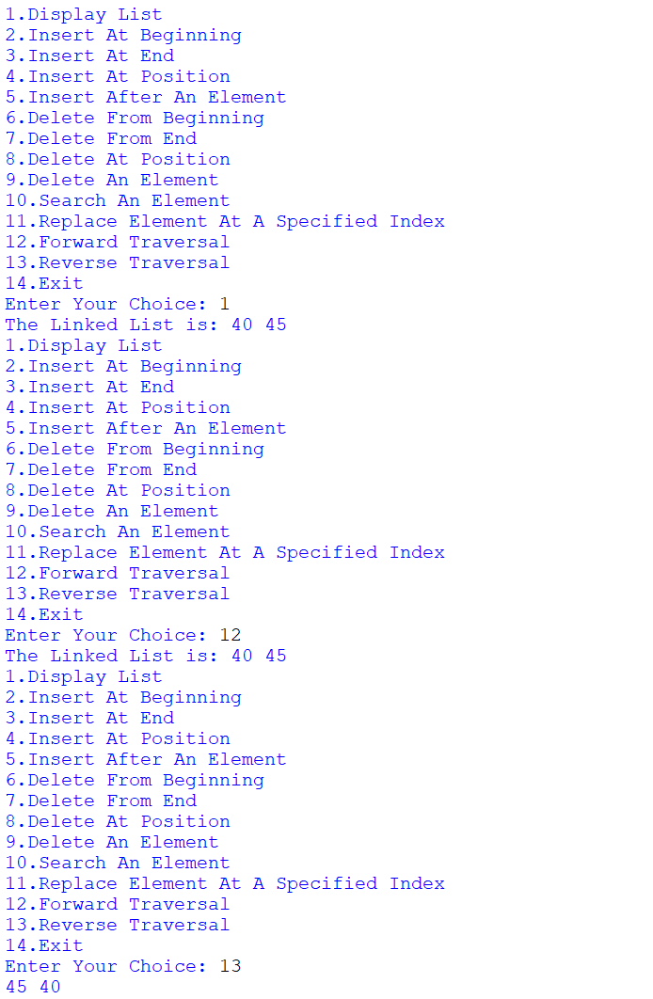 1.Display List
2.Insert At Beginning
3.Insert At End
4.Insert At Position
5.Insert After An Element
6.Delete From Beginning
7.Delete From End
8.Delete At Position
9.Delete An Element
10.Search An Element
11.Replace Element At A Specified Index
12.Forward Traversal
13.Reverse Traversal
14.Exit
Enter Your Choice: 1
The Linked List is: 40 45
1.Display List
2.Insert At Beginning
3.Insert At End
4.Insert At Position
5.Insert After An Element
6.Delete From Beginning
7.Delete From End
8.Delete At Position
9.Delete An Element
10.Search An Element
11.Replace Element At A Specified Index
12.Forward Traversal
13.Reverse Traversal
14.Exit
Enter Your Choice: 12
The Linked List is: 40 45
1.Display List
2.Insert At Beginning
3.Insert At End
4.Insert At Position
5.Insert After An Element
6.Delete From Beginning
7.Delete From End
8.Delete At Position
9.Delete An Element
10.Search An Element
11.Replace Element At A Specified Index
12.Forward Traversal
13.Reverse Traversal
14.Exit
Enter Your Choice: 13
45 40